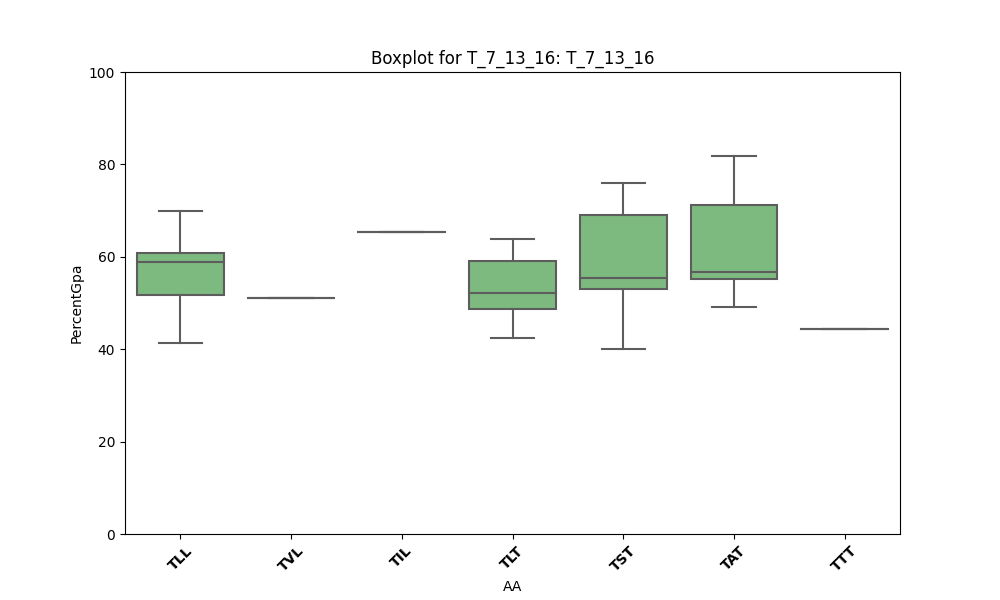 Boxplot for T_7_13_16: T_7_13_16
100
80
60
40
20
0
PercentGpa
TLL
TVL
TIL
TLT
TST
TAT
TTT
AA